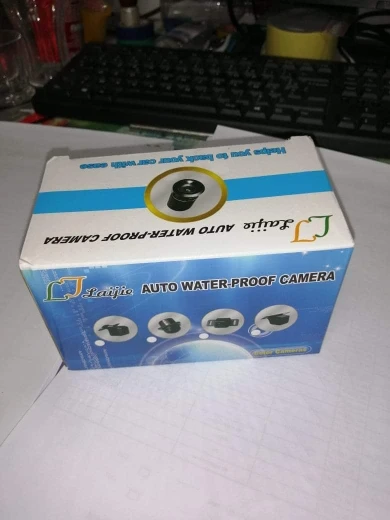 Helps you to back your car with ease
Laijie AUTO WATER-PROOF CAMERA
Laijie AUTO WATER-PROOF CAMERA